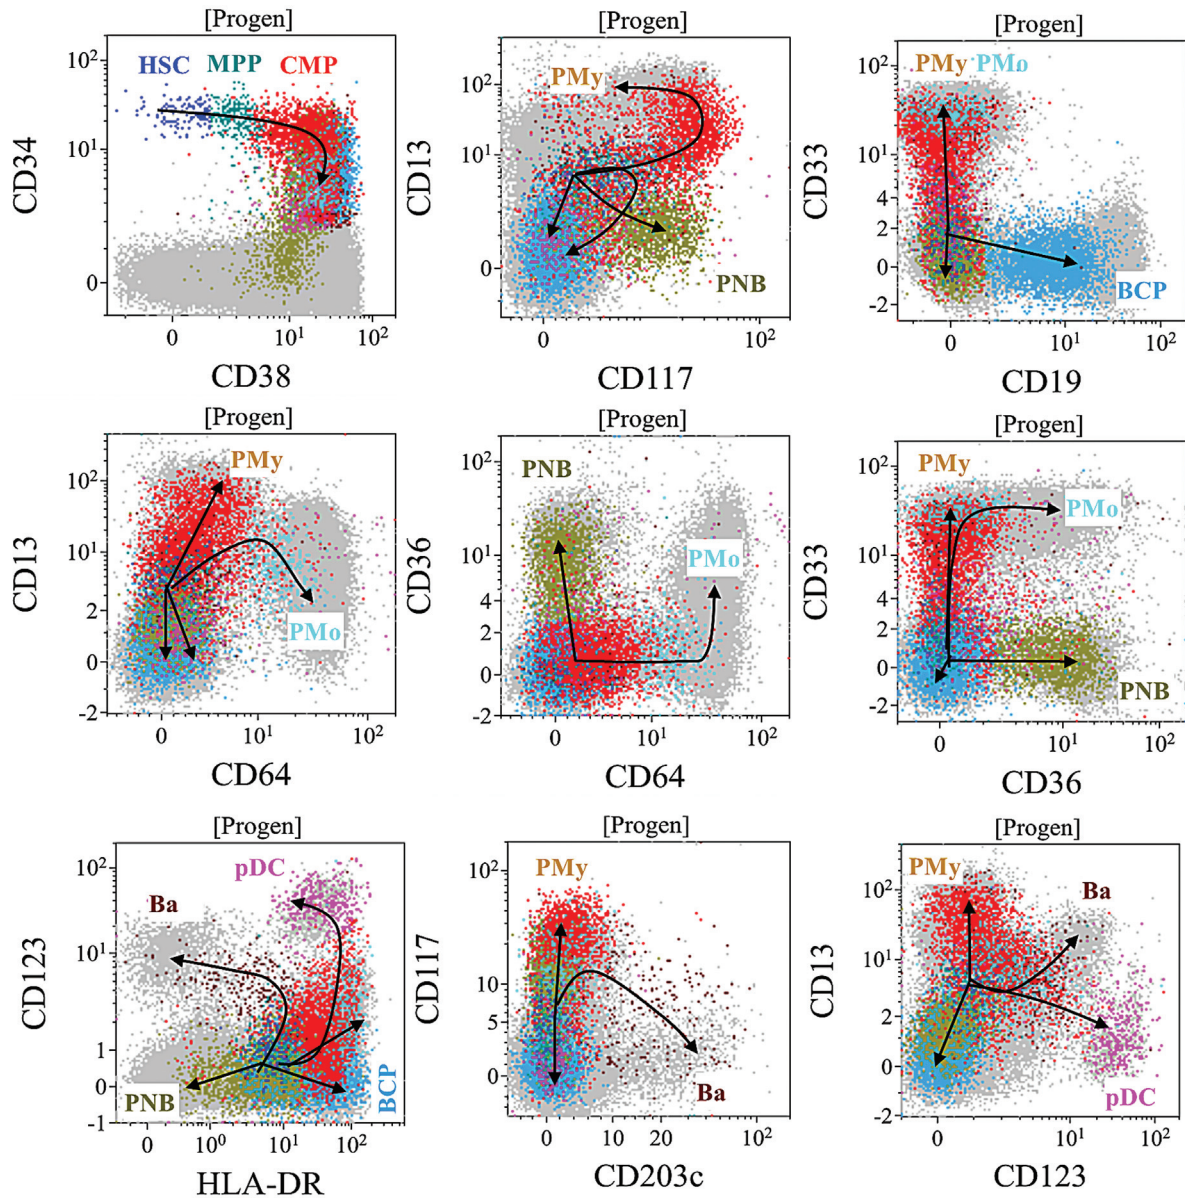 [Progen]
[Progen]
[Progen]
10²
HSC MPP CMP
CD34
10¹
0
0
10¹
10²
CD38
10²
PMy
CD13
10¹
0
PNB
0
10²
CD117
10²
PMy PMo
CD33
10¹
4
2
0
-2
BCP
0
10¹
10²
CD19
[Progen]
[Progen]
[Progen]
PMy
10²
CD13
10¹
2
0
-2
PMo
0
10¹
10²
CD64
PNB
10²
CD36
10¹
4
2
0
-2
PMo
0
10¹
10²
CD64
PMy
10²
PMo
CD33
10¹
4
2
0
-2
PNB
0
10¹
10²
CD36
[Progen]
[Progen]
[Progen]
10²
pDC
Ba
CD123
10¹
1
0
-1
PNB
BCP
0
10⁰
10¹
10²
HLA-DR
PMy
10²
CD117
10
5
0
Ba
0
10
20
10²
CD203c
PMy
10²
Ba
CD13
10¹
2
0
-2
pDC
0
10¹
10²
CD123